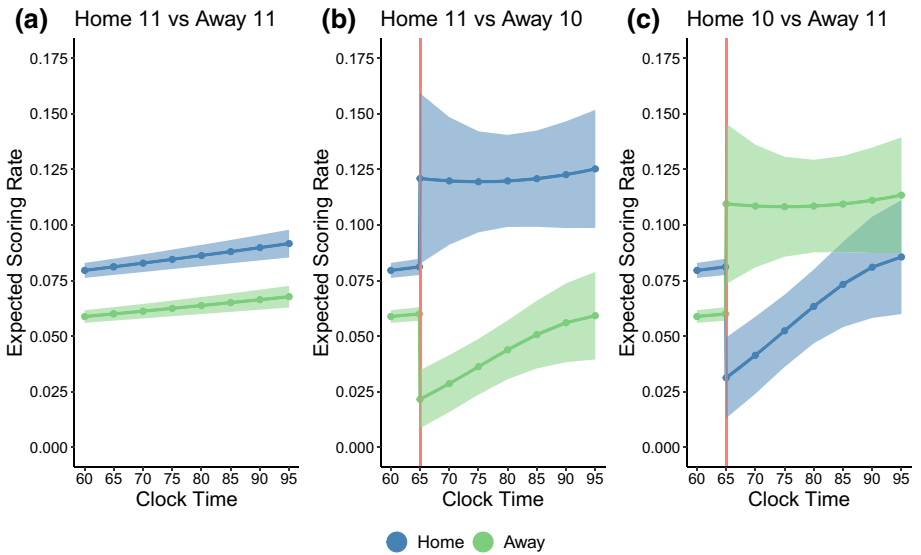 (a) Home 11 vs Away 11
(b) Home 11 vs Away 10
(c) Home 10 vs Away 11
Expected Scoring Rate
0.175
0.150
0.125
0.100
0.075
0.050
0.025
0.000
60 65 70 75 80 85 90 95
Clock Time
Expected Scoring Rate
0.175
0.150
0.125
0.100
0.075
0.050
0.025
0.000
60 65 70 75 80 85 90 95
Clock Time
Expected Scoring Rate
0.175
0.150
0.125
0.100
0.075
0.050
0.025
0.000
60 65 70 75 80 85 90 95
Clock Time
Home Away